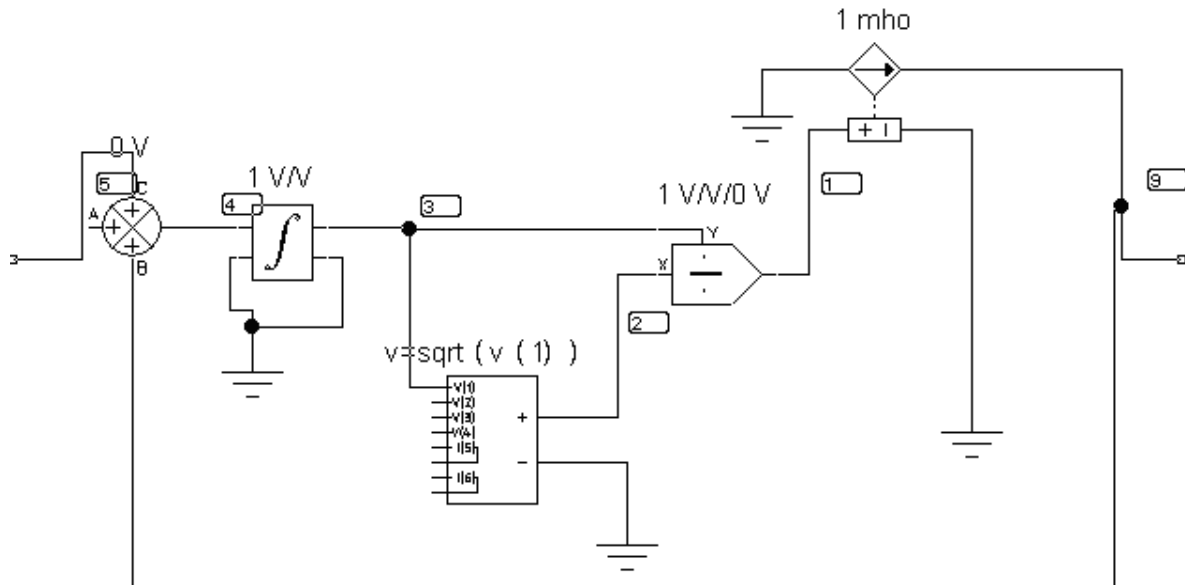 1 mho
0 V
5
C
A
B
1 V/V
4
3
1 V/V/0 V
Y
X
1
9
2
v=sqrt ( v ( 1 ) )
V(1)
V(2)
V(3)
V(4)
I(5)
I(6)